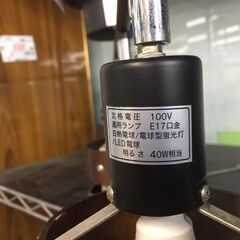 定格電圧 100V
適用ランプ E17口金
白熱電球/電球型蛍光灯
/LED電球
明るさ 40W相当